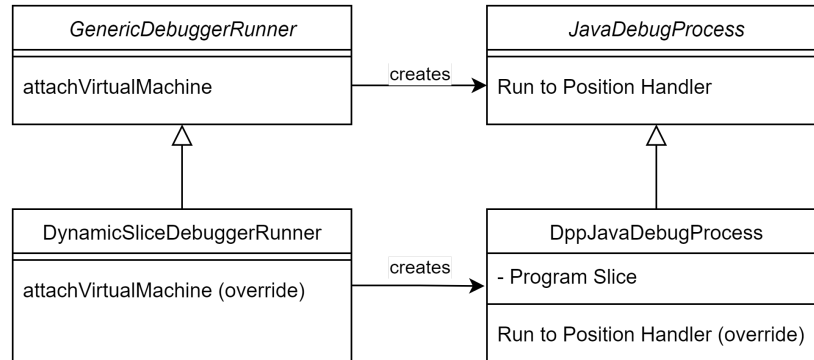 GenericDebuggerRunner
attachVirtualMachine
creates
JavaDebugProcess
Run to Position Handler
DynamicSliceDebuggerRunner
attachVirtualMachine (override)
creates
DppJavaDebugProcess
- Program Slice
Run to Position Handler (override)